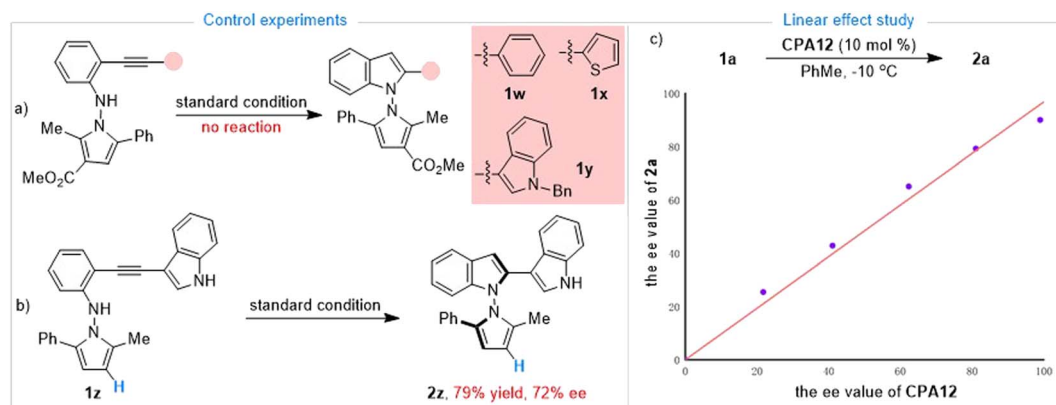 Control experiments
Linear effect study
a)
NH
N
Me
Ph
MeO₂C
standard condition
no reaction
N
N
Ph
Me
CO₂Me
1w
S
1x
N
Bn
1y
b)
NH
HN
N
Ph
Me
H
1z
standard condition
N
NH
N
Ph
Me
H
2z, 79% yield, 72% ee
c)
1a
CPA12 (10 mol %)
PhMe, -10 °C
2a
the ee value of 2a
100
80
60
40
20
0
0 20 40 60 80 100
the ee value of CPA12